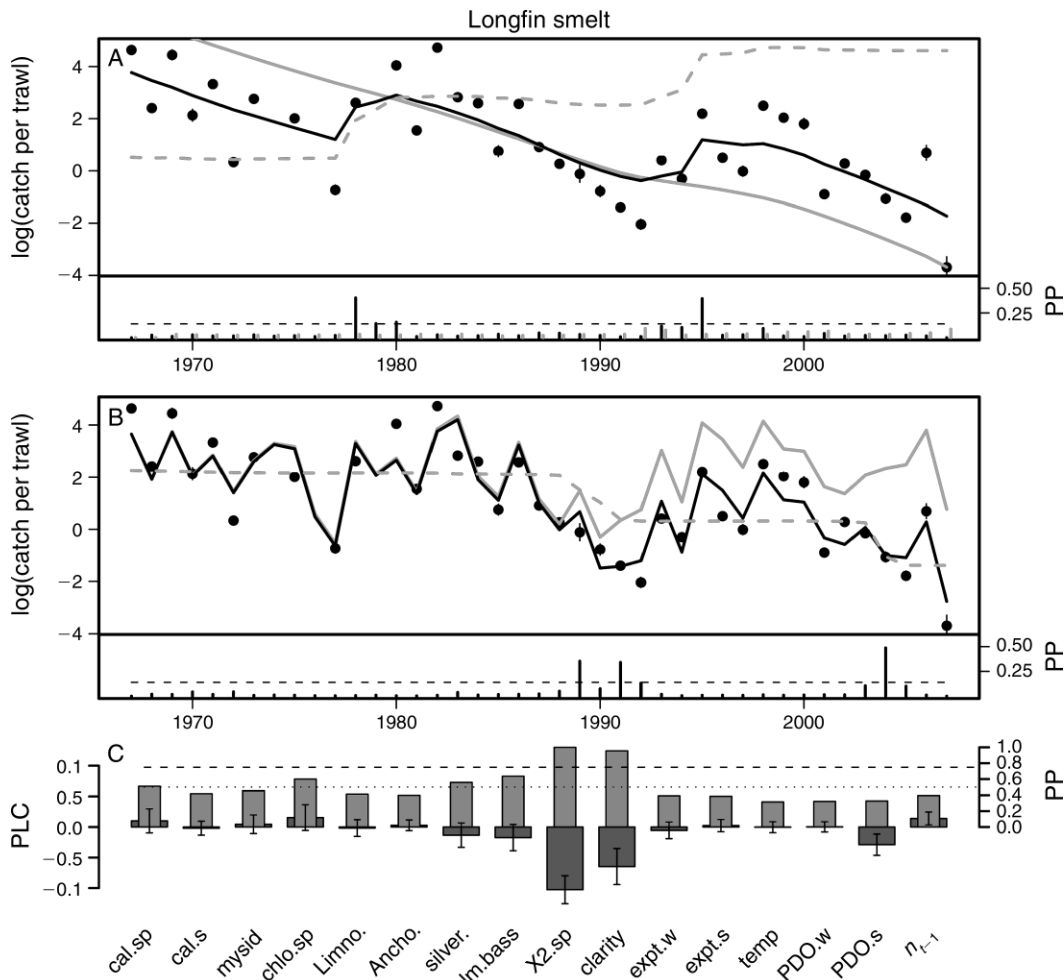 Longfin smelt
A
log(catch per trawl)
4
2
0
−2
−4
0.50
0.25
PP
1970 1980 1990 2000
B
log(catch per trawl)
4
2
0
−2
−4
0.50
0.25
PP
1970 1980 1990 2000
C
PLC
0.1
0.5
0.0
−0.5
−0.1
1.0
0.8
0.6
0.4
0.2
0.0
PP
cal.sp cal.s mysid chlo.sp Limno. Ancho. silver. lm.bass X2.sp clarity expt.w expt.s temp PDO.w PDO.s n t−1